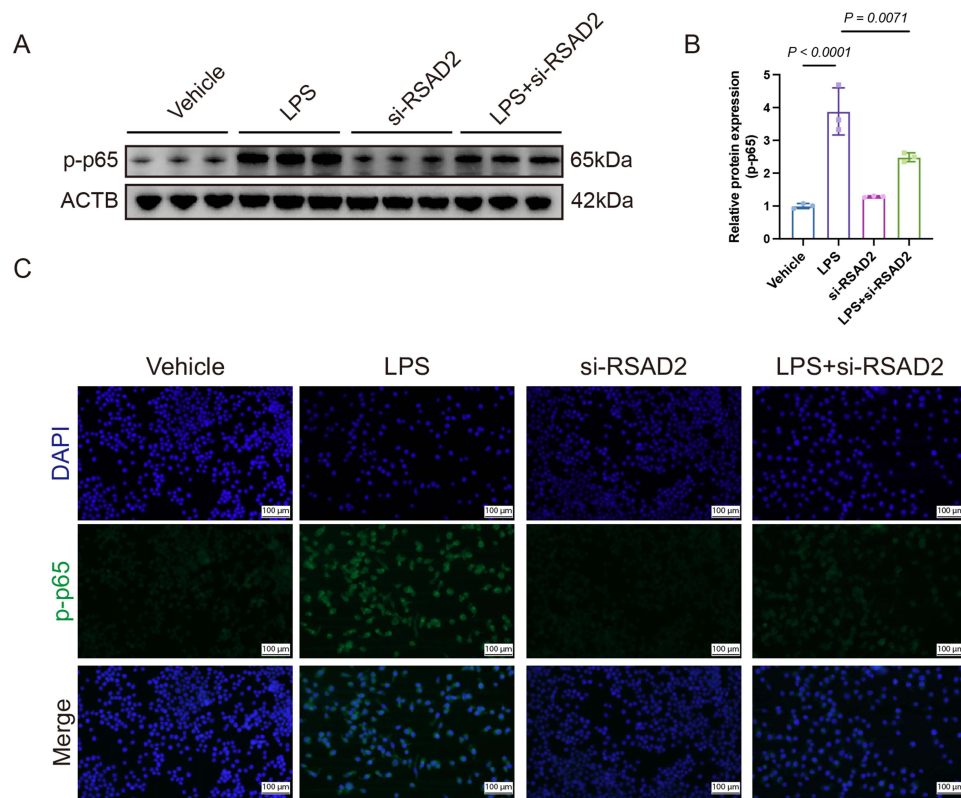 A
Vehicle
LPS
si-RSAD2
LPS+si-RSAD2
p-p65
65kDa
ACTB
42kDa
B
P = 0.0071
P < 0.0001
Relative protein expression
(p-p65)
5
4
3
2
1
0
Vehicle
LPS
si-RSAD2
LPS+si-RSAD2
C
Vehicle
LPS
si-RSAD2
LPS+si-RSAD2
DAPI
100 µm
100 µm
100 µm
100 µm
p-p65
100 µm
100 µm
100 µm
100 µm
Merge
100 µm
100 µm
100 µm
100 µm